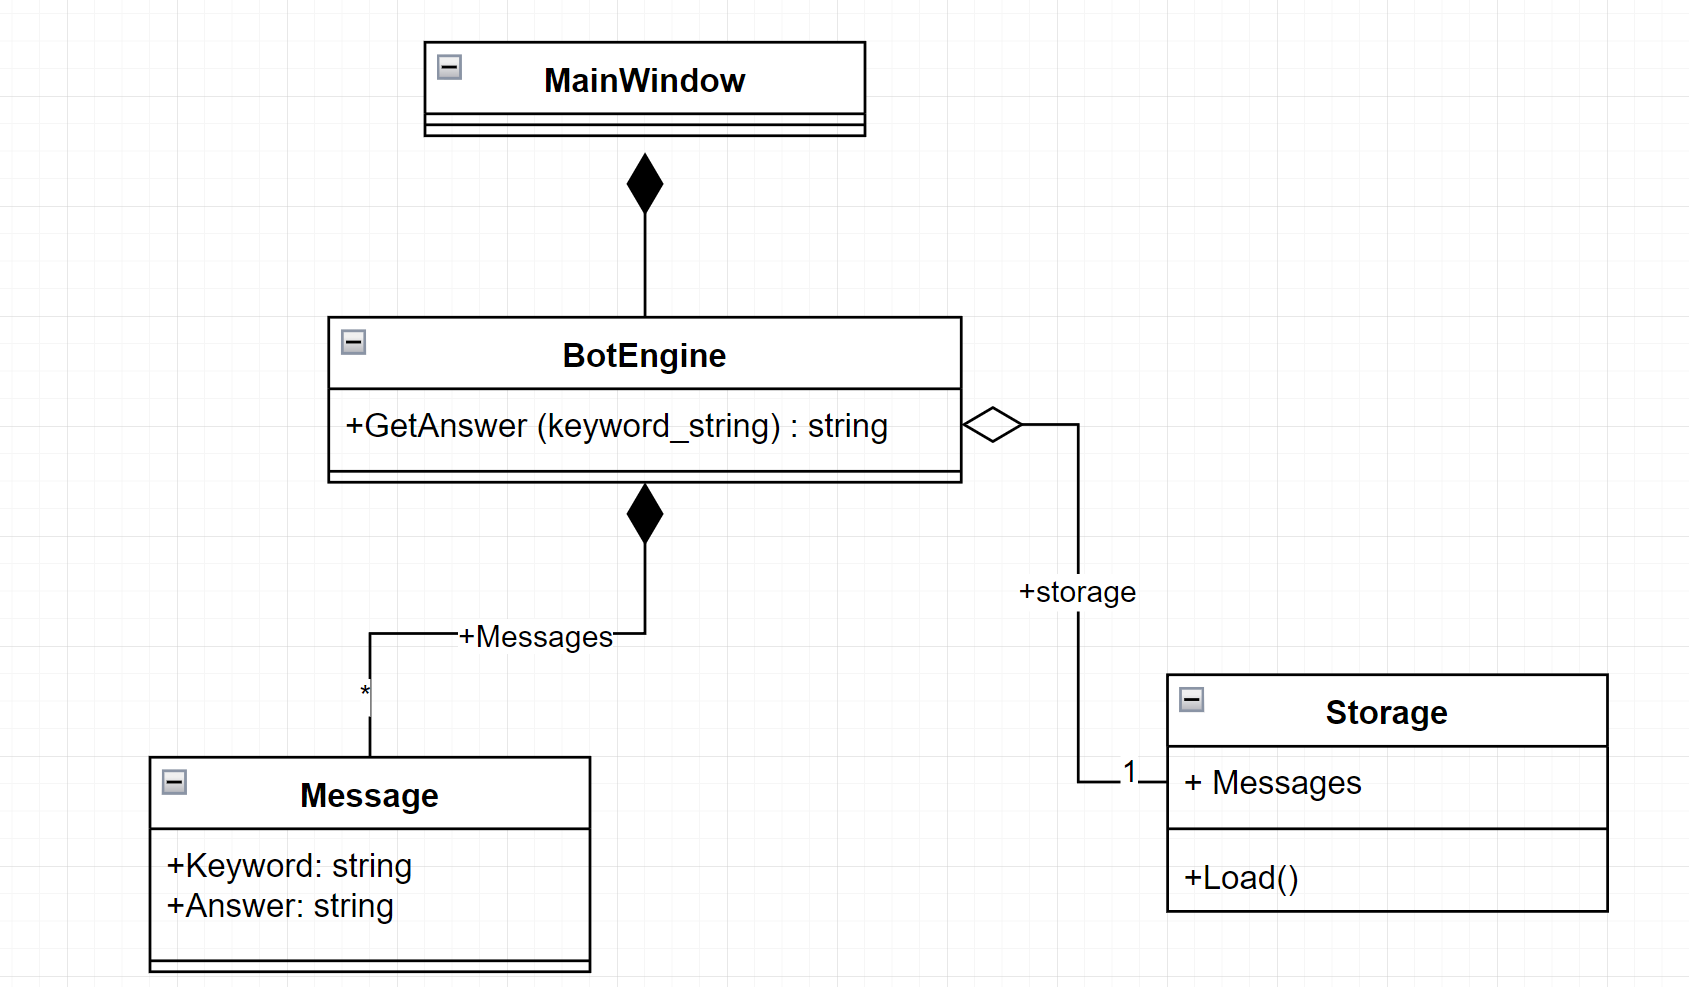 MainWindow
BotEngine
+GetAnswer (keyword_string) : string
+storage
+Messages
*
Storage
+ Messages
1
+Load()
Message
+Keyword: string
+Answer: string